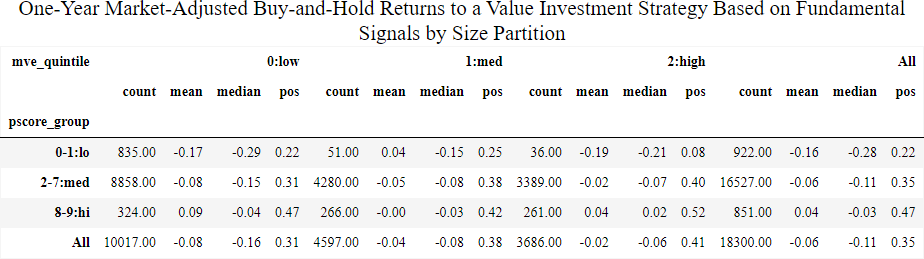 One-Year Market-Adjusted Buy-and-Hold Returns to a Value Investment Strategy Based on Fundamental
Signals by Size Partition
mve_quintile 0:low 1:med 2:high All
count mean median pos count mean median pos count mean median pos count mean median pos
pscore_group
0-1:lo 835.00 -0.17 -0.29 0.22 51.00 0.04 -0.15 0.25 36.00 -0.19 -0.21 0.08 922.00 -0.16 -0.28 0.22
2-7:med 8858.00 -0.08 -0.15 0.31 4280.00 -0.05 -0.08 0.38 3389.00 -0.02 -0.07 0.40 16527.00 -0.06 -0.11 0.35
8-9:hi 324.00 0.09 -0.04 0.47 266.00 -0.00 -0.03 0.42 261.00 0.04 0.02 0.52 851.00 0.04 -0.03 0.47
All 10017.00 -0.08 -0.16 0.31 4597.00 -0.04 -0.08 0.38 3686.00 -0.02 -0.06 0.41 18300.00 -0.06 -0.11 0.35